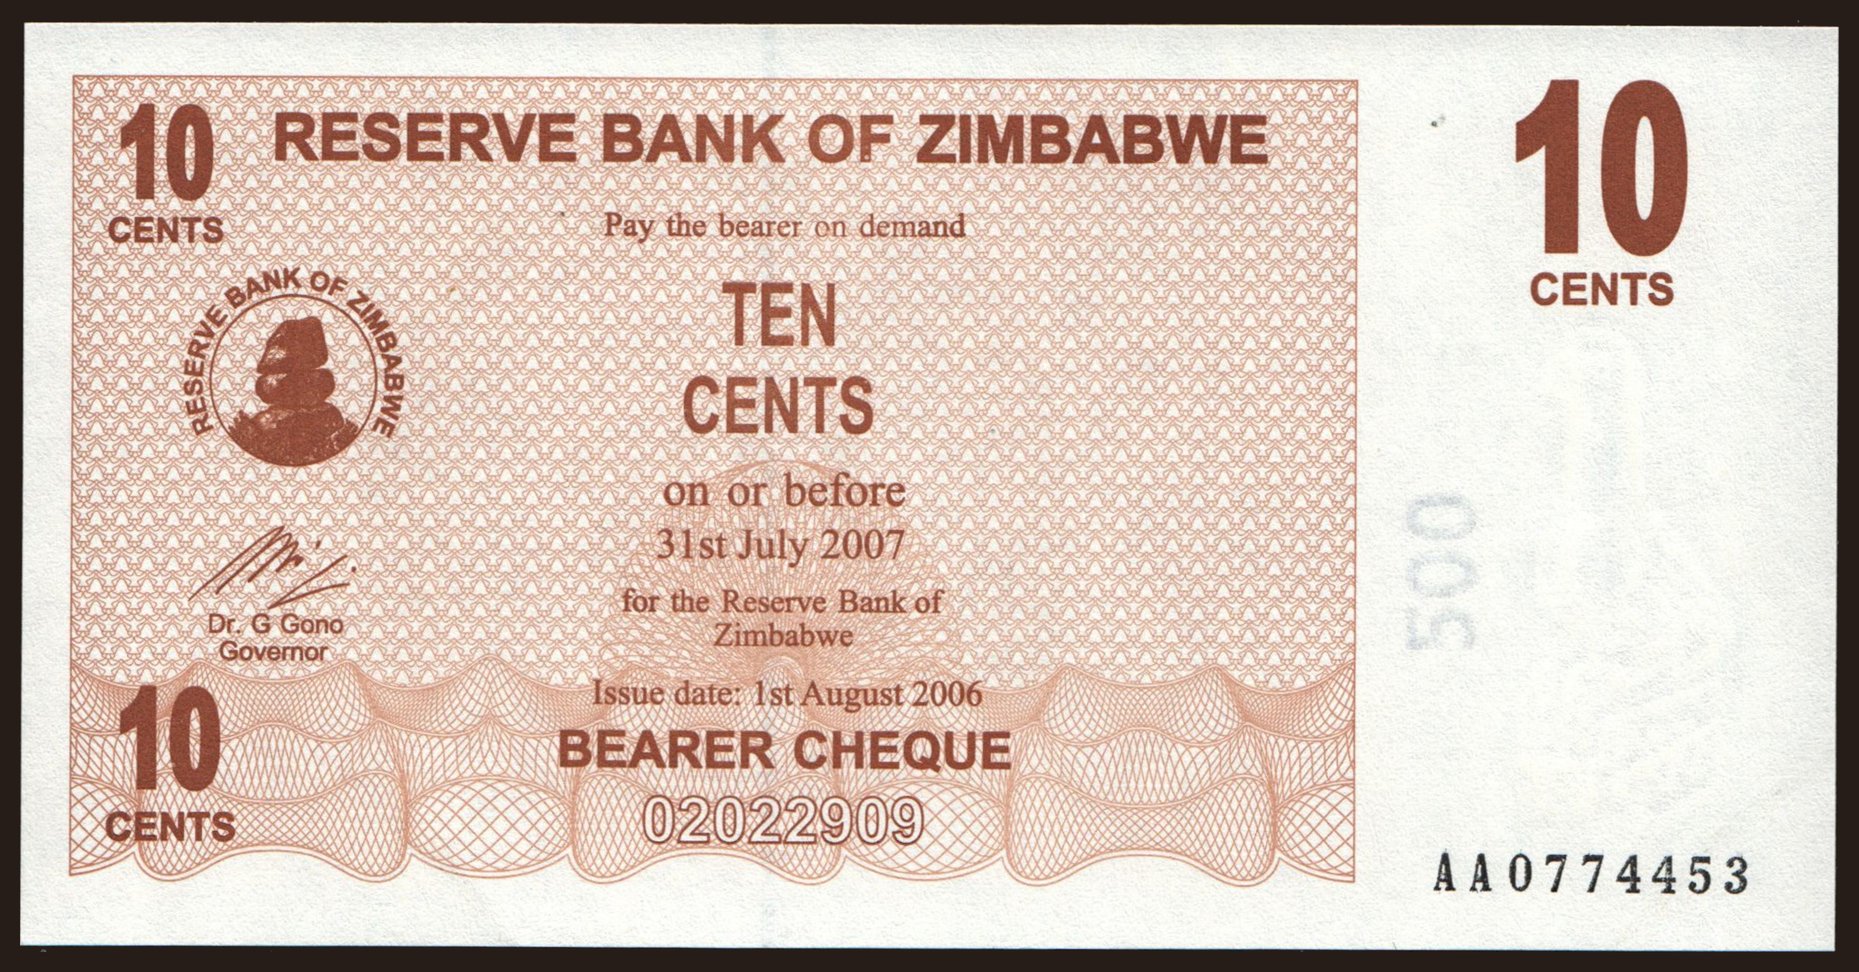 10
CENTS
RESERVE BANK OF ZIMBABWE
10
CENTS
Pay the bearer on demand
TEN
CENTS
RESERVE BANK OF ZIMBABWE
on or before
31st July 2007
for the Reserve Bank of
Zimbabwe
500
Dr. G Gono
Governor
Issue date: 1st August 2006
10
CENTS
BEARER CHEQUE
02022909
AA0774453